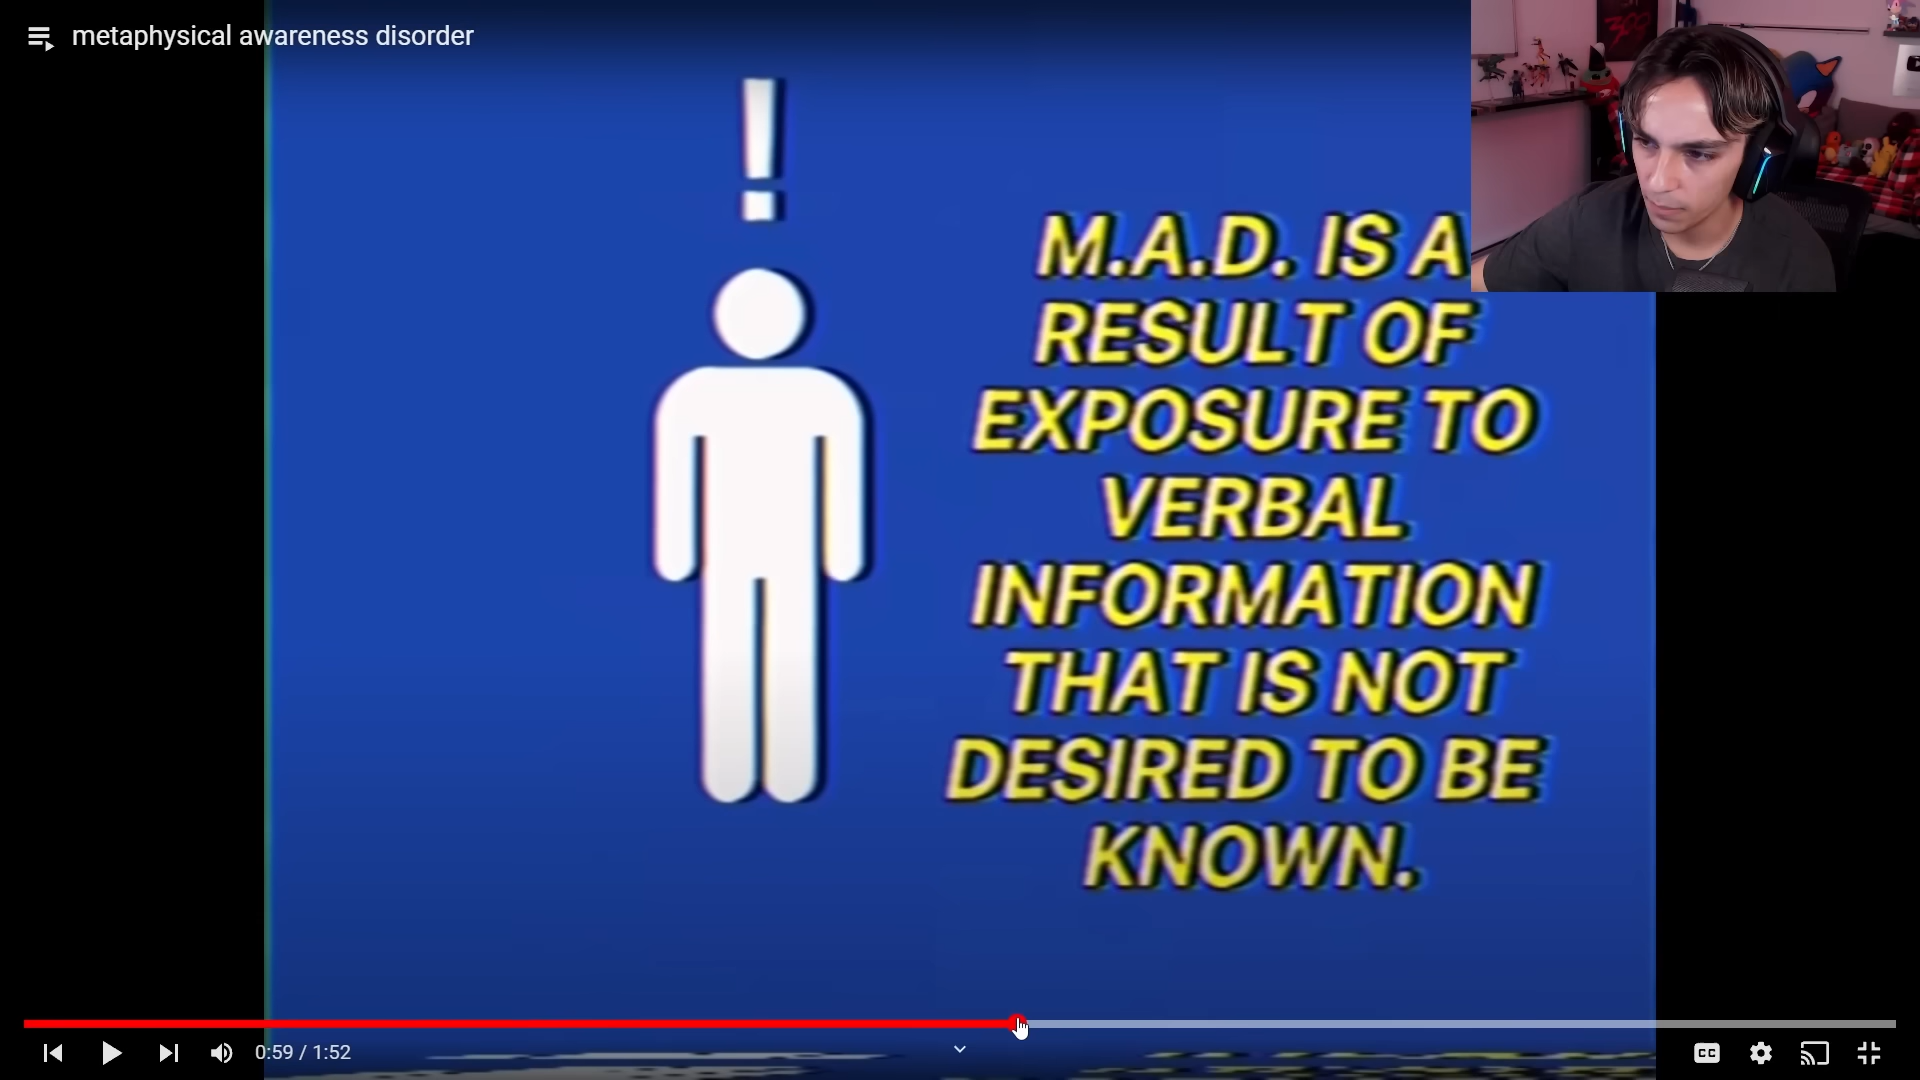 metaphysical awareness disorder
!
M.A.D. IS A
RESULT OF
EXPOSURE TO
VERBAL
INFORMATION
THAT IS NOT
DESIRED TO BE
KNOWN.
0:59 / 1:52
CC